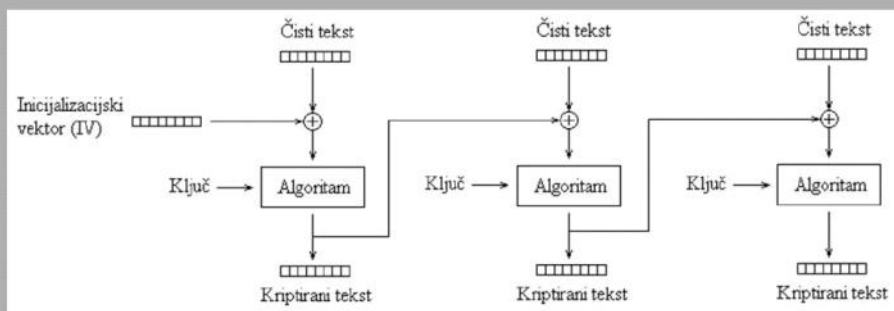 Čisti tekst
Čisti tekst
Čisti tekst
Inicijalizacijski
vektor (IV)
Ključ
Algoritam
Ključ
Algoritam
Ključ
Algoritam
Kriptirani tekst
Kriptirani tekst
Kriptirani tekst